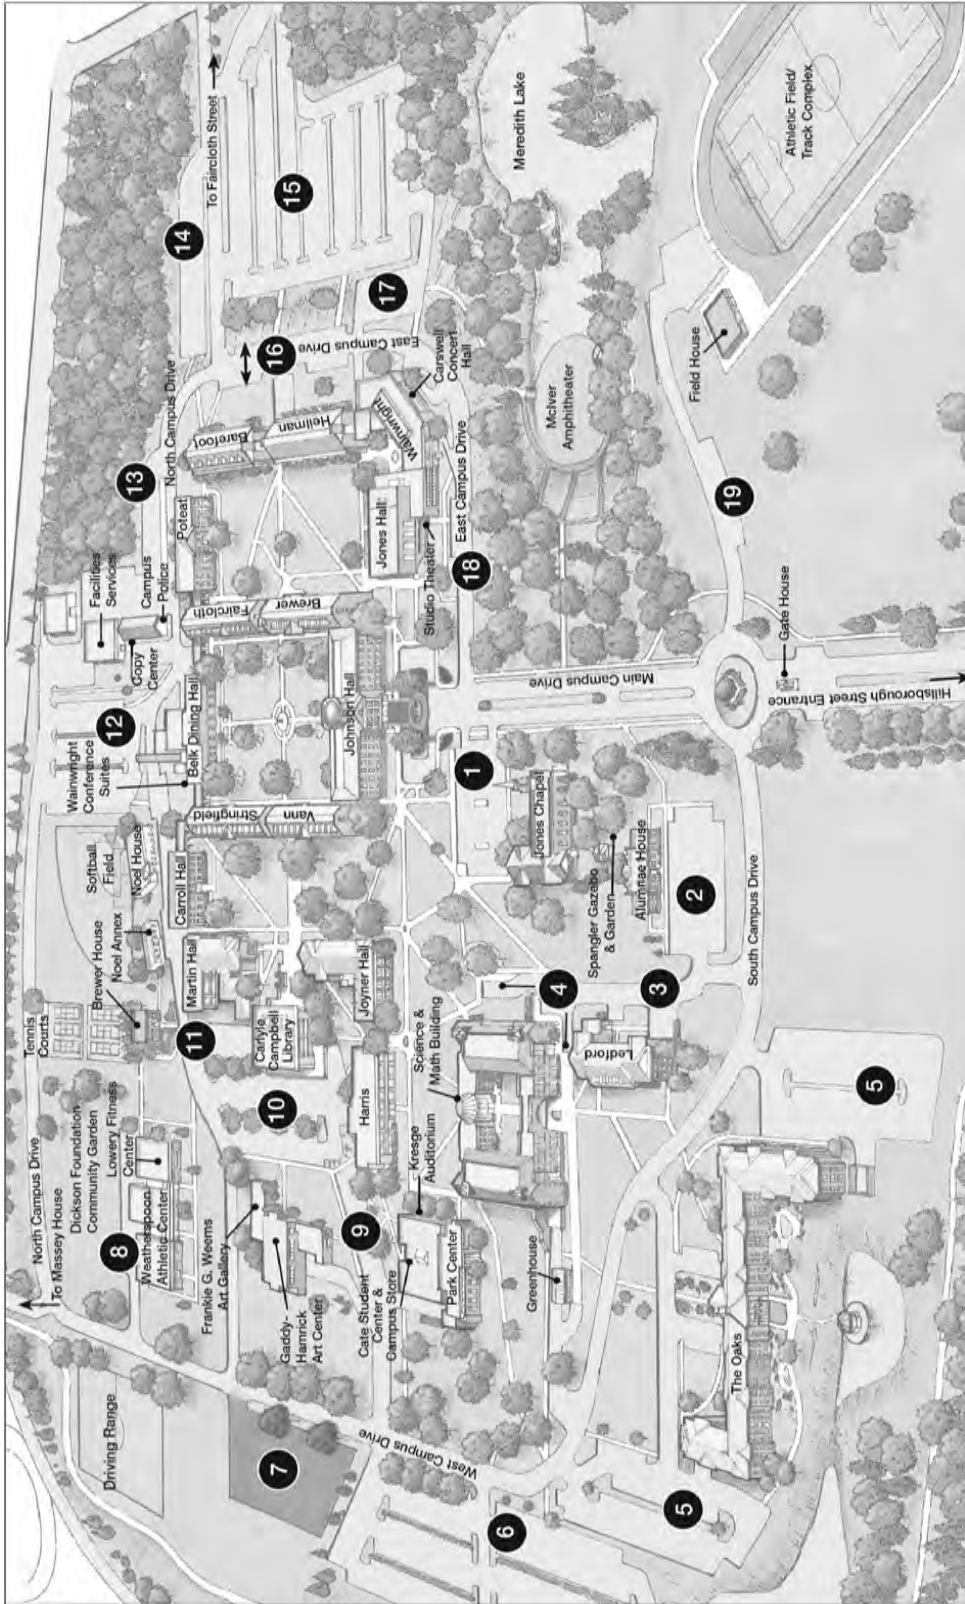 North Campus Drive
To Massey House
Driving Range
7
West Campus Drive
6
5
Tennis
Courts
Dickson Foundation
Community Garden
Lowery Fitness
Center
8
Weatherspoon
Athletic Center
Frankie G. Weems
Art Gallery
Gaddy-
Hamrick
Art Center
9
Cate Student
Center &
Campus Store
Park Center
Kresge
Auditorium
Greenhouse
The Oaks
5
Softball
Field
Noel House
Brewer House
Noel Annex
11
Martin Hall
Carroll Hall
10
Carlyle
Campbell
Library
Joyner Hall
Harris
Science &
Math Building
4
Ledford
3
South Campus Drive
Wainwright
Conference
Suites
12
Belk Dining Hall
Stringfield
Vann
Johnson Hall
1
Jones Chapel
Spangler Gazebo
& Garden
Alumnae House
2
Facilities
Services
Copy
Center
Campus
Police
13
North Campus Drive
Poteat
Faircloth
Brewer
Barefoot
Heilman
Wainwright
Jones Hall
Studio Theater
Carswell
Concert
Hall
East Campus Drive
18
Main Campus Drive
Gate House
Hillsborough Street Entrance
14
To Faircloth Street
15
16
East Campus Drive
17
Meredith Lake
McIver
Amphitheater
19
Field House
Athletic Field/
Track Complex